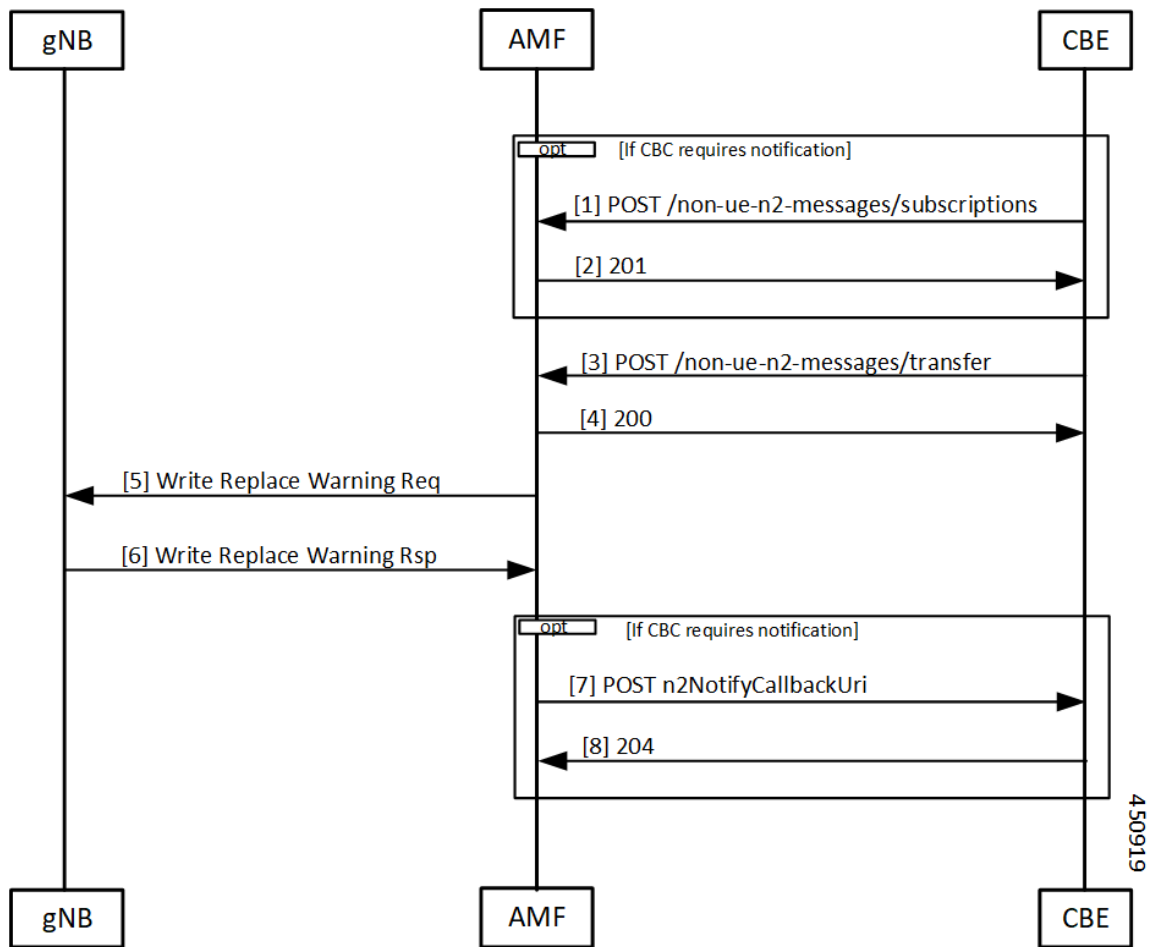 gNB
AMF
CBE
opt
[If CBC requires notification]
[1] POST /non-ue-n2-messages/subscriptions
[2] 201
[3] POST /non-ue-n2-messages/transfer
[4] 200
[5] Write Replace Warning Req
[6] Write Replace Warning Rsp
opt
[If CBC requires notification]
[7] POST n2NotifyCallbackUri
[8] 204
450919
gNB
AMF
CBE